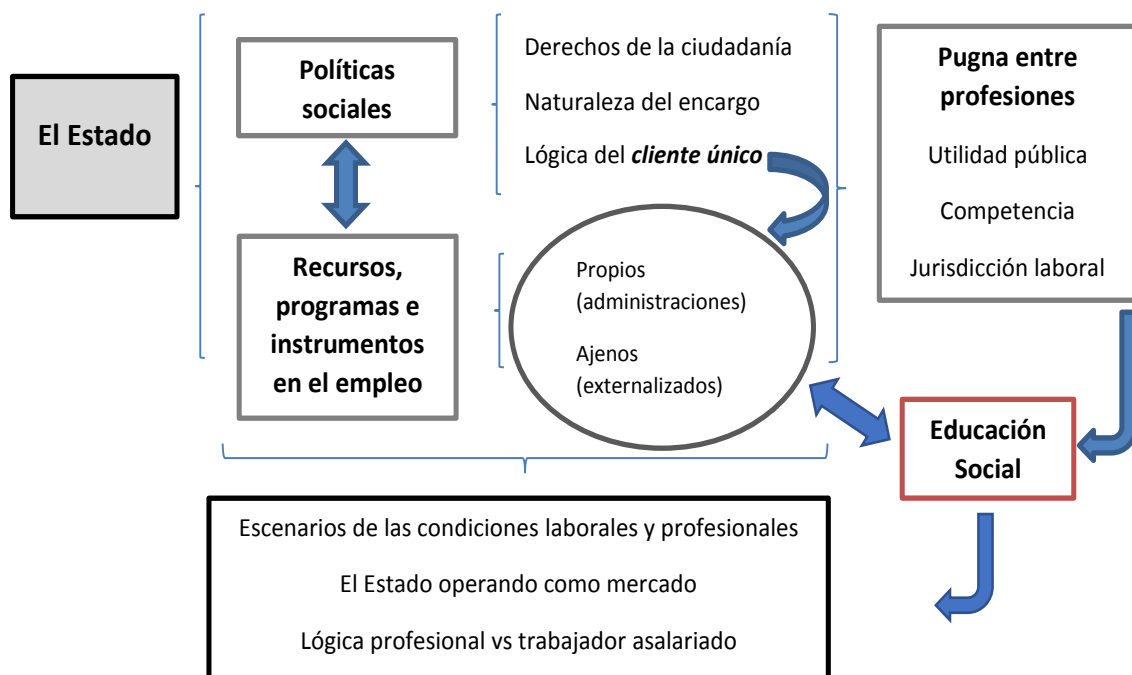 El Estado
Políticas
sociales
Recursos,
programas e
instrumentos
en el empleo
Derechos de la ciudadanía
Naturaleza del encargo
Lógica del cliente único
Propios
(administraciones)
Ajenos
(externalizados)
Pugna entre
profesiones
Utilidad pública
Competencia
Jurisdicción laboral
Educación
Social
Escenarios de las condiciones laborales y profesionales
El Estado operando como mercado
Lógica profesional vs trabajador asalariado